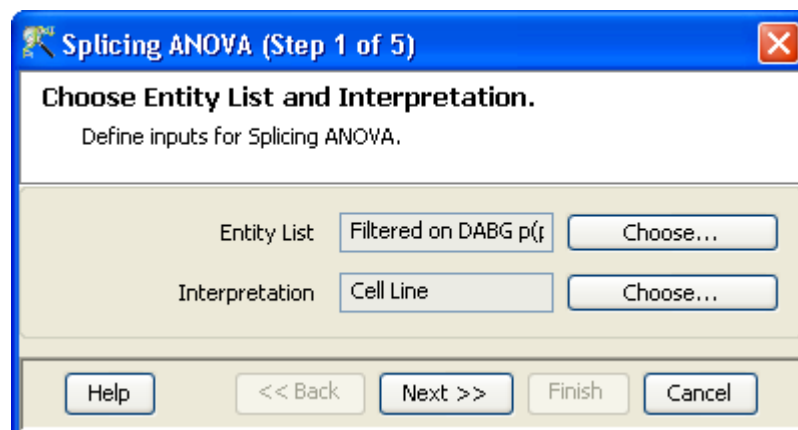 Splicing ANOVA (Step 1 of 5)
Choose Entity List and Interpretation.
Define inputs for Splicing ANOVA.
Entity List Filtered on DABG p( Choose...
Interpretation Cell Line Choose...
Help << Back Next >> Finish Cancel